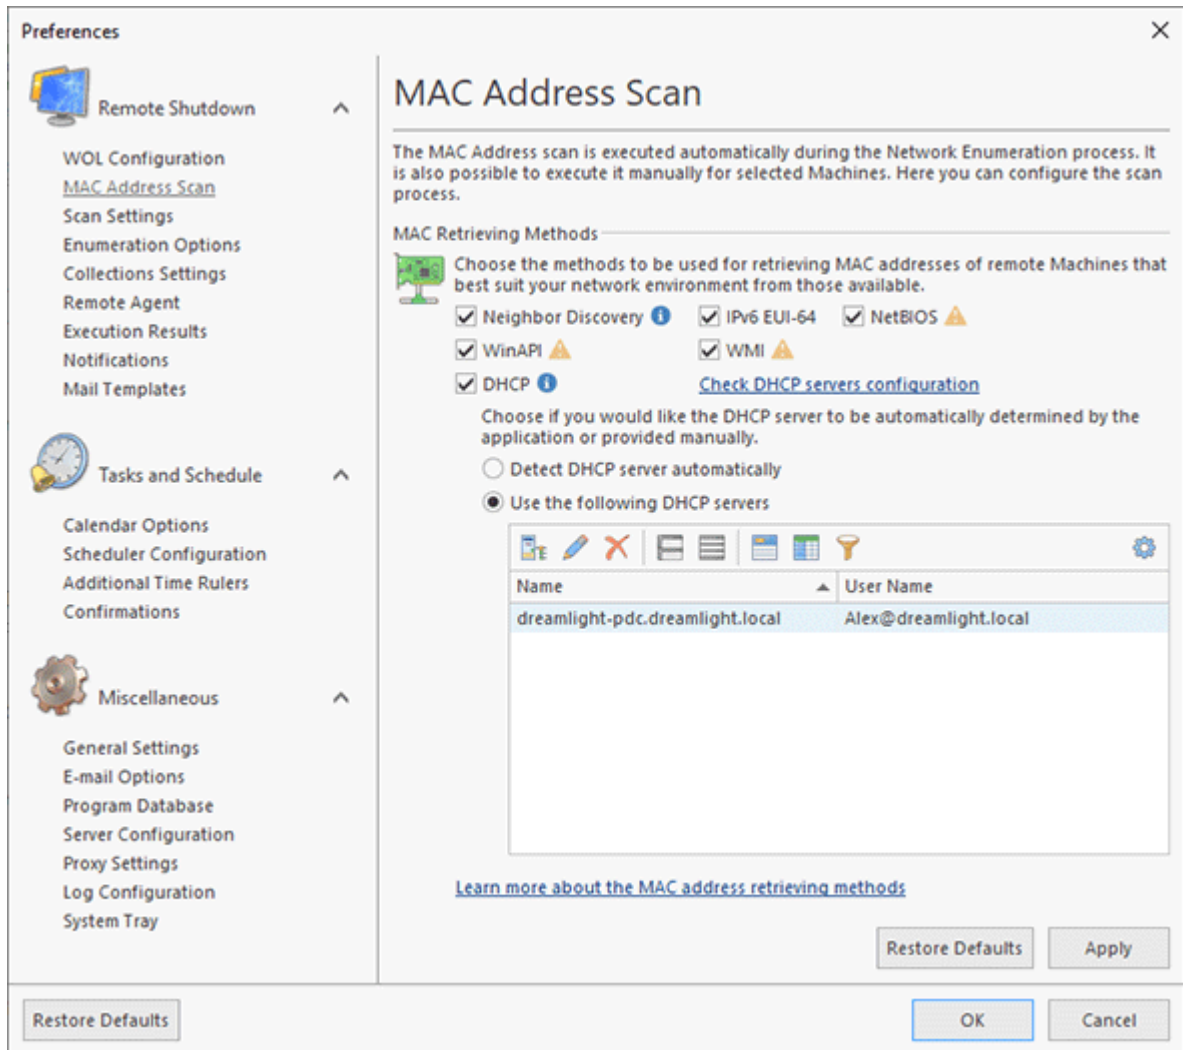 Preferences
Remote Shutdown
WOL Configuration
MAC Address Scan
Scan Settings
Enumeration Options
Collections Settings
Remote Agent
Execution Results
Notifications
Mail Templates
Tasks and Schedule
Calendar Options
Scheduler Configuration
Additional Time Rulers
Confirmations
Miscellaneous
General Settings
E-mail Options
Program Database
Server Configuration
Proxy Settings
Log Configuration
System Tray
MAC Address Scan
The MAC Address scan is executed automatically during the Network Enumeration process. It
is also possible to execute it manually for selected Machines. Here you can configure the scan
process.
MAC Retrieving Methods
Choose the methods to be used for retrieving MAC addresses of remote Machines that
best suit your network environment from those available.
Neighbor Discovery IPv6 EUI-64 NetBIOS
WinAPI WMI
DHCP Check DHCP servers configuration
Choose if you would like the DHCP server to be automatically determined by the
application or provided manually.
Detect DHCP server automatically
Use the following DHCP servers
Name User Name
dreamlight-pdc.dreamlight.local Alex@dreamlight.local
Learn more about the MAC address retrieving methods
Restore Defaults Apply
Restore Defaults OK Cancel